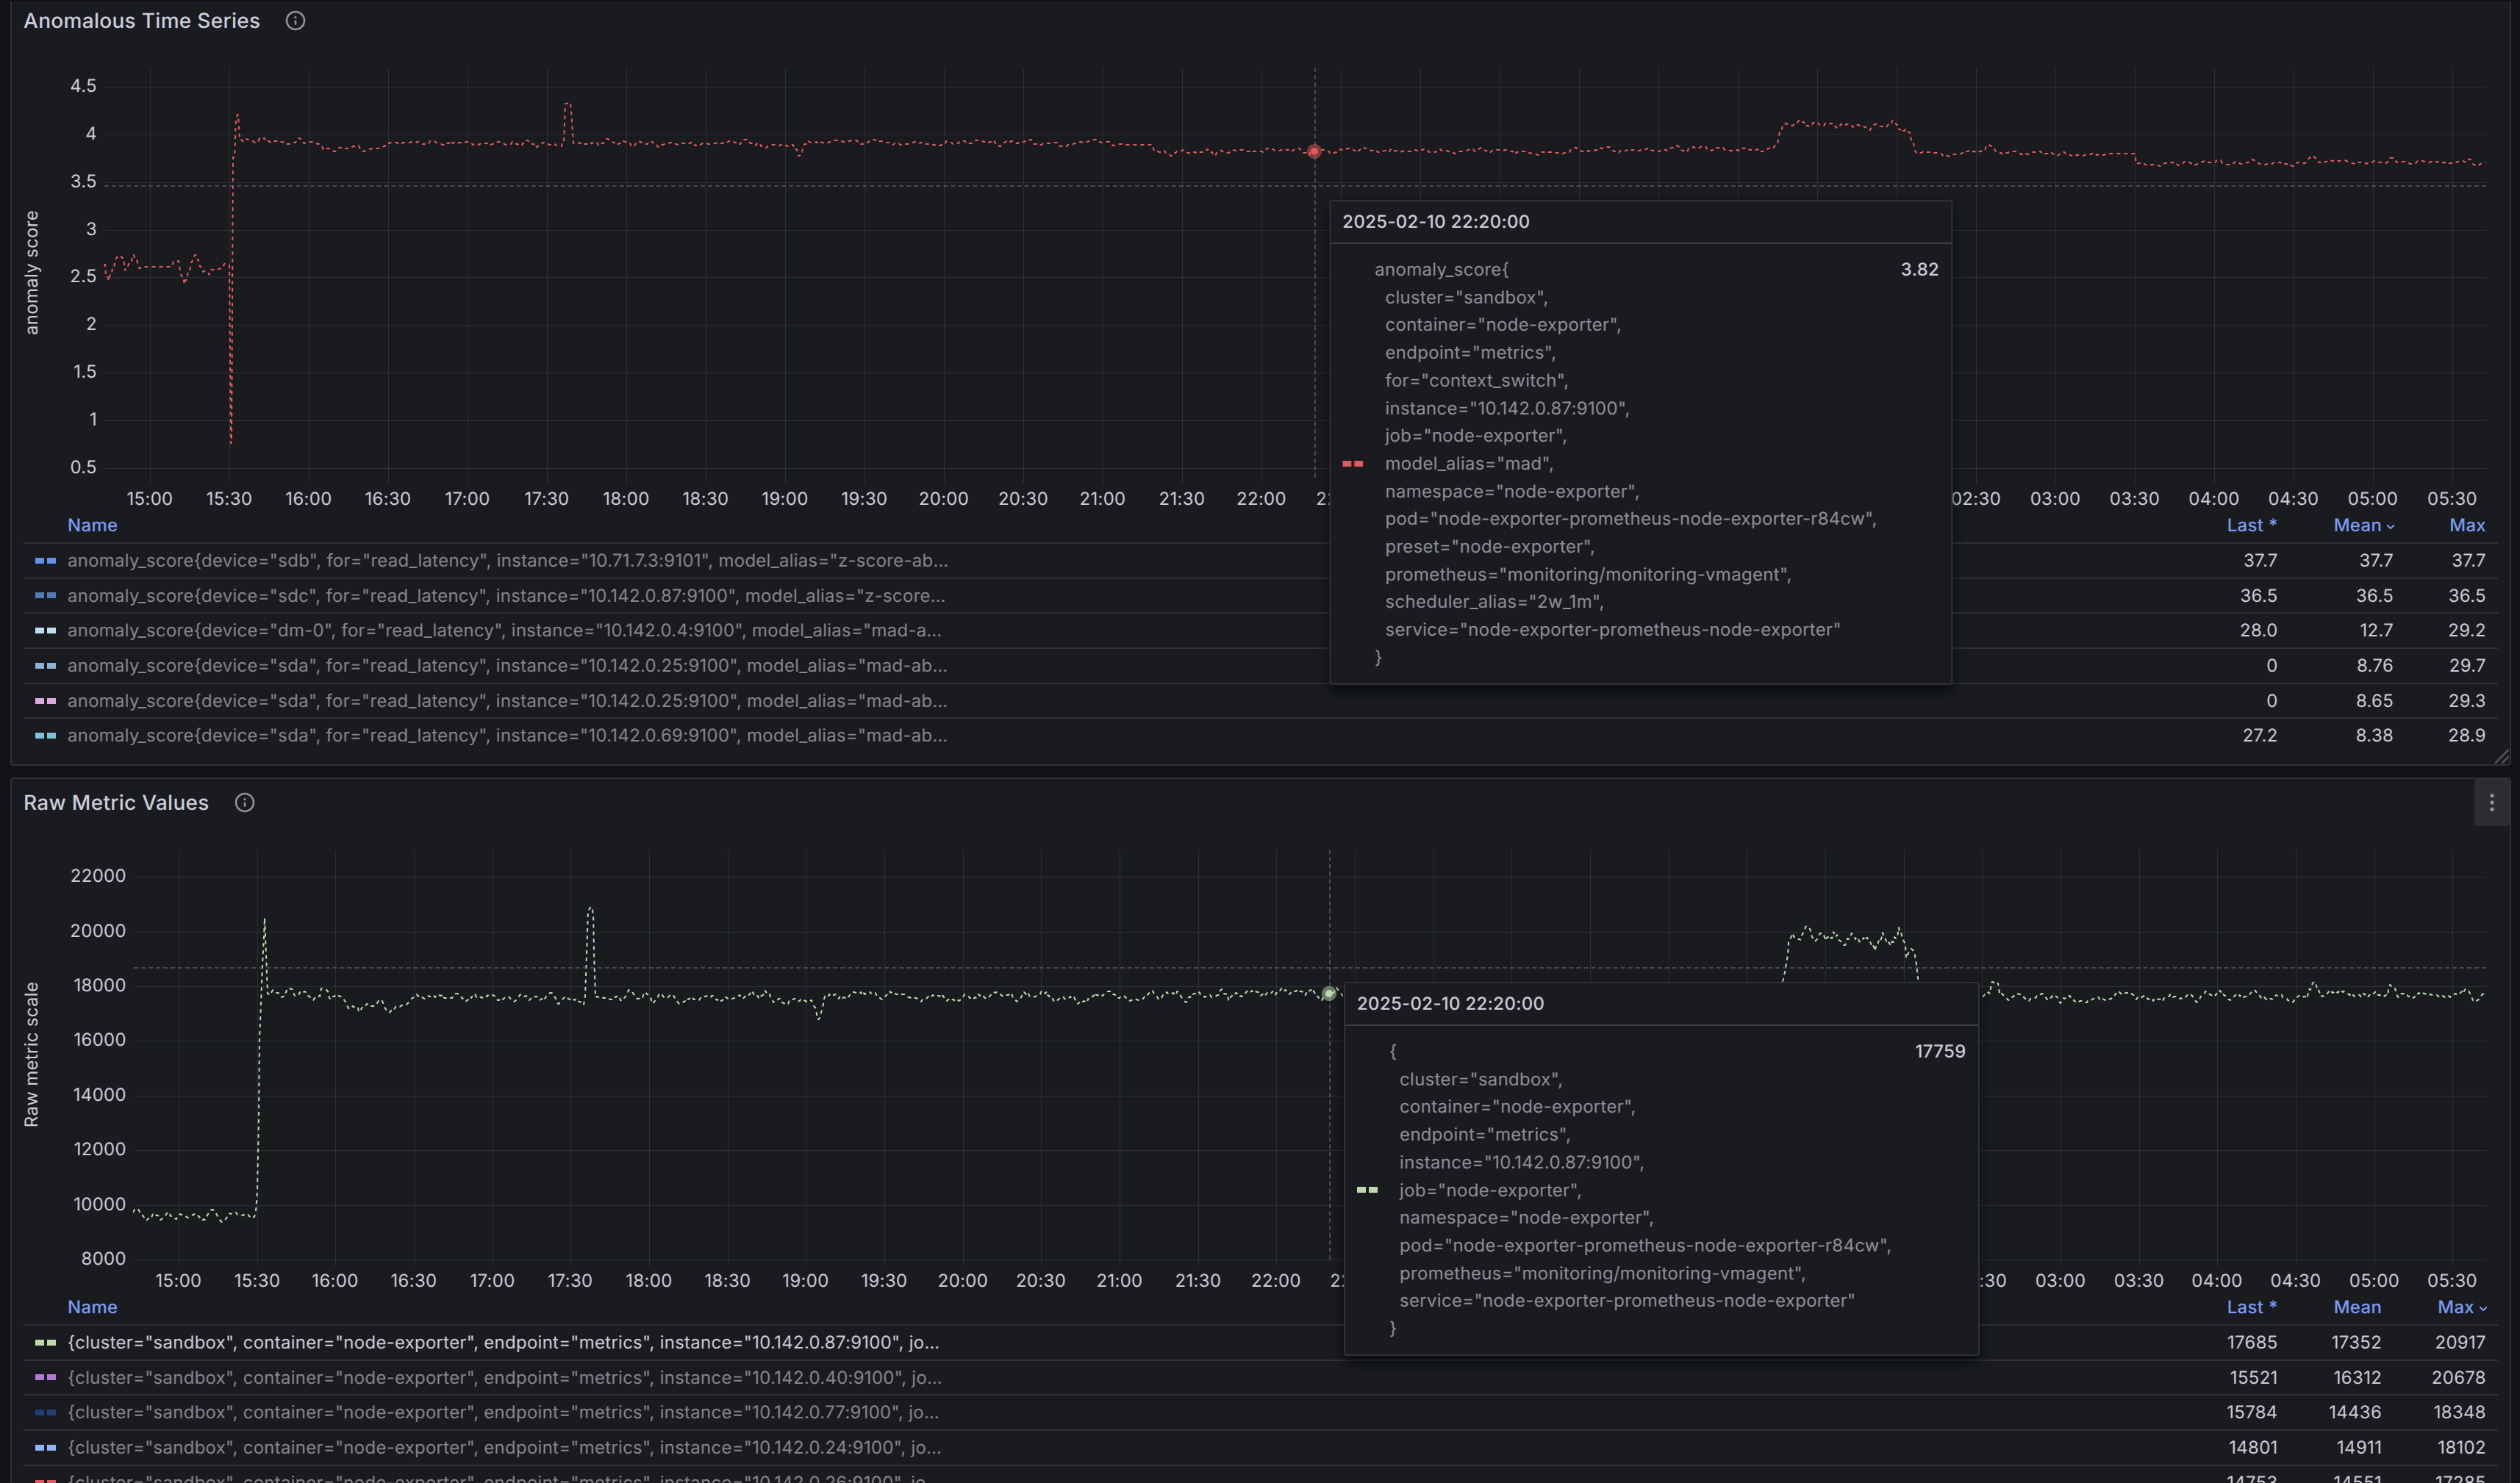 Anomalous Time Series
anomaly score
4.5
4
3.5
3
2.5
2
1.5
1
0.5
15:00 15:30 16:00 16:30 17:00 17:30 18:00 18:30 19:00 19:30 20:00 20:30 21:00 21:30 22:00 02:30 03:00 03:30 04:00 04:30 05:00 05:30
2025-02-10 22:20:00
anomaly_score{ 3.82
cluster="sandbox",
container="node-exporter",
endpoint="metrics",
for="context_switch",
instance="10.142.0.87:9100",
job="node-exporter",
model_alias="mad",
namespace="node-exporter",
pod="node-exporter-prometheus-node-exporter-r84cw",
preset="node-exporter",
prometheus="monitoring/monitoring-vmagent",
scheduler_alias="2w_1m",
service="node-exporter-prometheus-node-exporter"
}
Name Last * Mean Max
anomaly_score{device="sdb", for="read_latency", instance="10.71.7.3:9101", model_alias="z-score-ab... 37.7 37.7 37.7
anomaly_score{device="sdc", for="read_latency", instance="10.142.0.87:9100", model_alias="z-score... 36.5 36.5 36.5
anomaly_score{device="dm-0", for="read_latency", instance="10.142.0.4:9100", model_alias="mad-a... 28.0 12.7 29.2
anomaly_score{device="sda", for="read_latency", instance="10.142.0.25:9100", model_alias="mad-ab... 0 8.76 29.7
anomaly_score{device="sda", for="read_latency", instance="10.142.0.25:9100", model_alias="mad-ab... 0 8.65 29.3
anomaly_score{device="sda", for="read_latency", instance="10.142.0.69:9100", model_alias="mad-ab... 27.2 8.38 28.9
Raw Metric Values
Raw metric scale
22000
20000
18000
16000
14000
12000
10000
8000
15:00 15:30 16:00 16:30 17:00 17:30 18:00 18:30 19:00 19:30 20:00 20:30 21:00 21:30 22:00 :30 03:00 03:30 04:00 04:30 05:00 05:30
2025-02-10 22:20:00
{ 17759
cluster="sandbox",
container="node-exporter",
endpoint="metrics",
instance="10.142.0.87:9100",
job="node-exporter",
namespace="node-exporter",
pod="node-exporter-prometheus-node-exporter-r84cw",
prometheus="monitoring/monitoring-vmagent",
service="node-exporter-prometheus-node-exporter"
}
Name Last * Mean Max
{cluster="sandbox", container="node-exporter", endpoint="metrics", instance="10.142.0.87:9100", jo... 17685 17352 20917
{cluster="sandbox", container="node-exporter", endpoint="metrics", instance="10.142.0.40:9100", jo... 15521 16312 20678
{cluster="sandbox", container="node-exporter", endpoint="metrics", instance="10.142.0.77:9100", jo... 15784 14436 18348
{cluster="sandbox", container="node-exporter", endpoint="metrics", instance="10.142.0.24:9100", jo... 14801 14911 18102
{cluster="sandbox", container="node-exporter", endpoint="metrics", instance="10.142.0.26:9100", jo... 14753 14551 17285